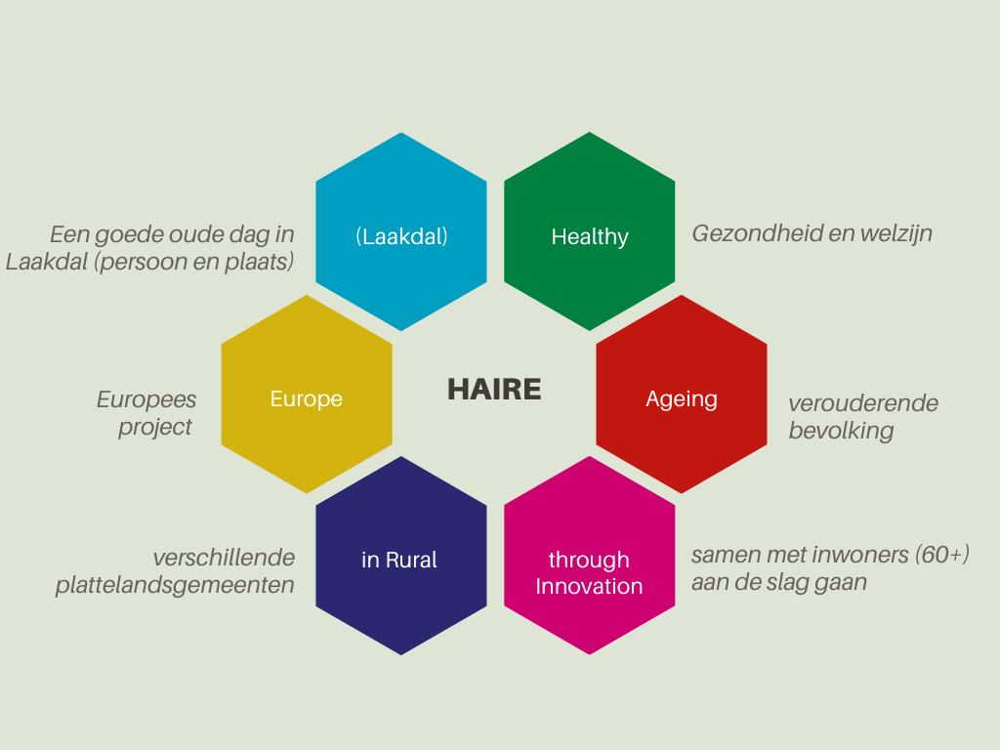 (Laakdal)
Een goede oude dag in
Laakdal (persoon en plaats)
Healthy
Gezondheid en welzijn
Europe
Europees
project
HAIRE
Ageing
verouderende
bevolking
in Rural
verschillende
plattelandsgemeenten
through
Innovation
samen met inwoners (60+)
aan de slag gaan